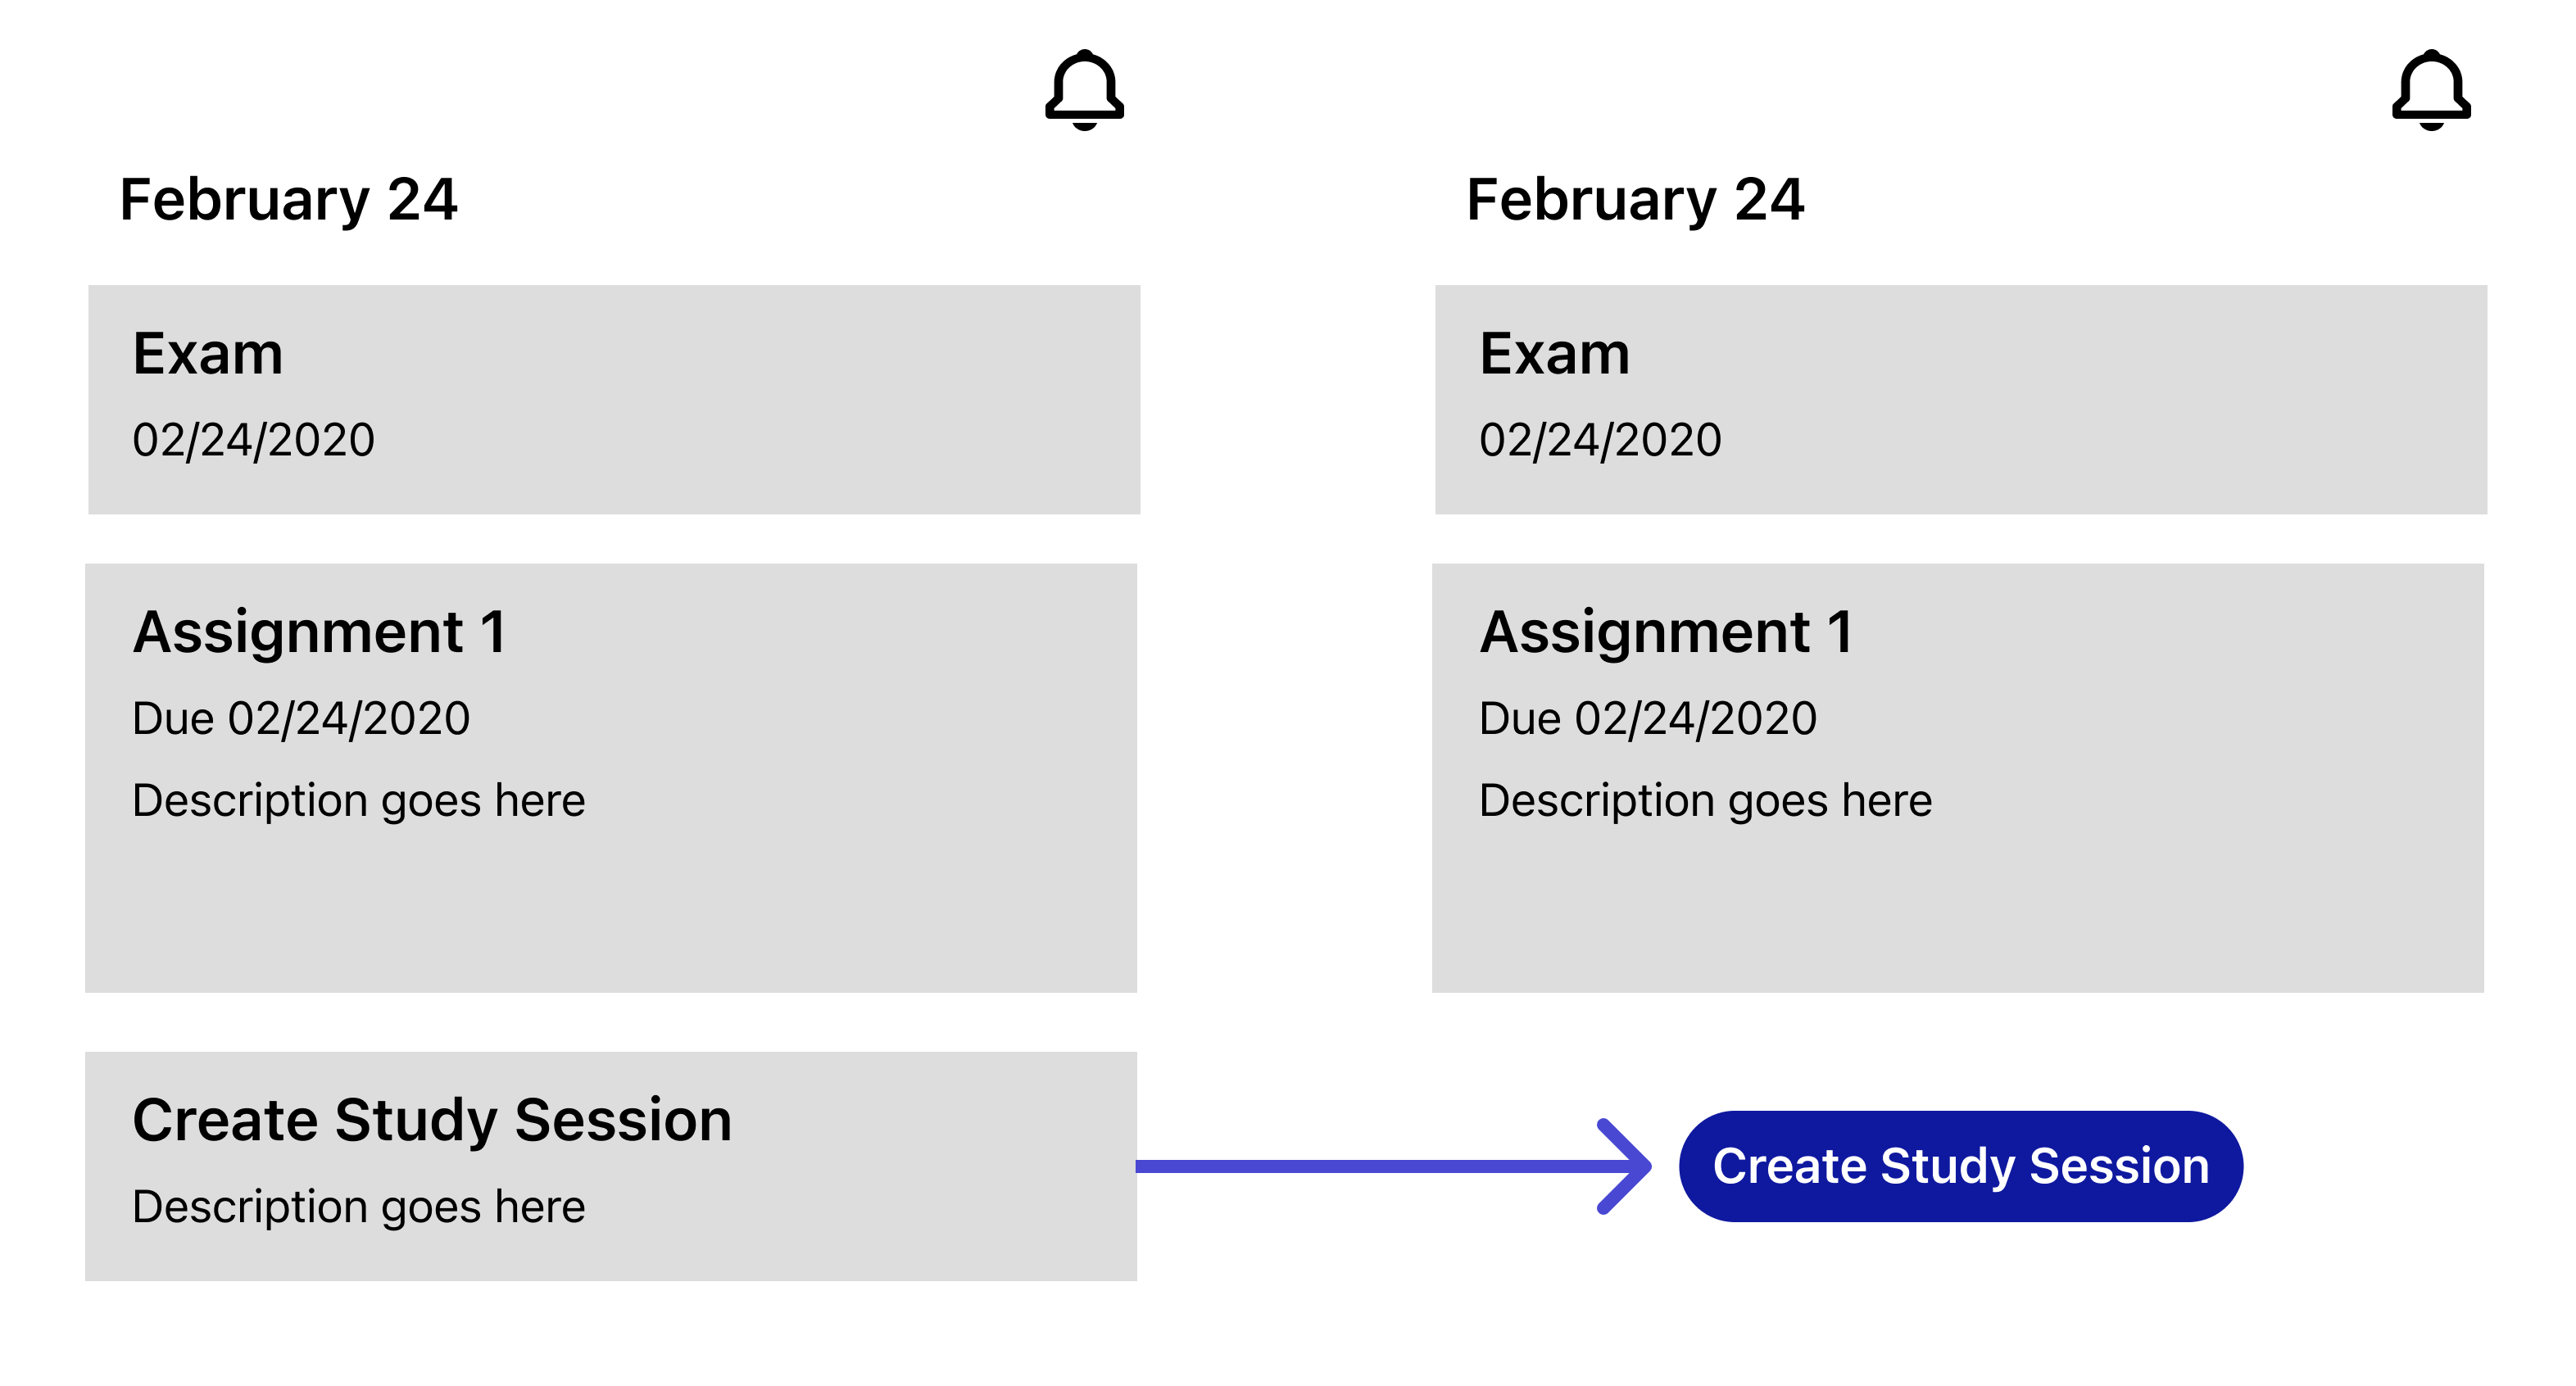 February 24
Exam
02/24/2020
Assignment 1
Due 02/24/2020
Description goes here
Create Study Session
Description goes here
February 24
Exam
02/24/2020
Assignment 1
Due 02/24/2020
Description goes here
Create Study Session